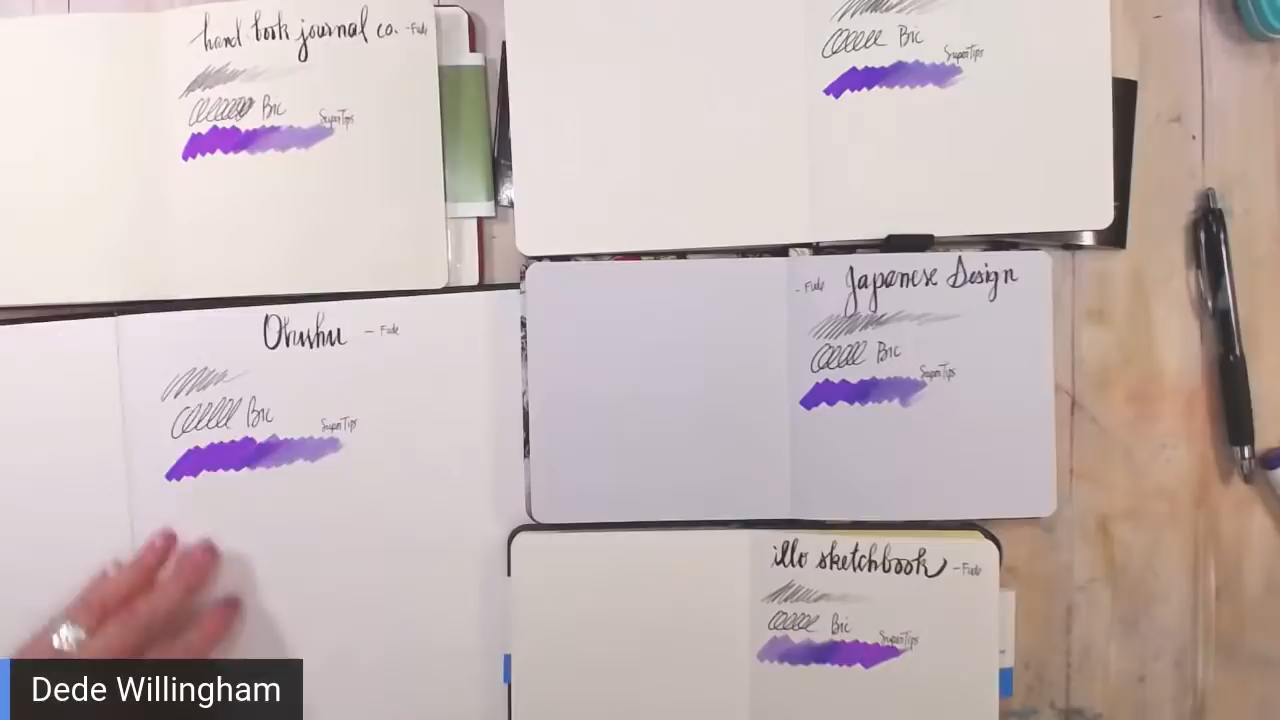 hand book journal co. -Fude
Bic
SuperTips
Bic
SuperTips
Ohuhu - Fude
Bic
SuperTips
- Fude Japanese Design
Bic
SuperTips
illo sketchbook - Fude
Bic
SuperTips
Dede Willingham